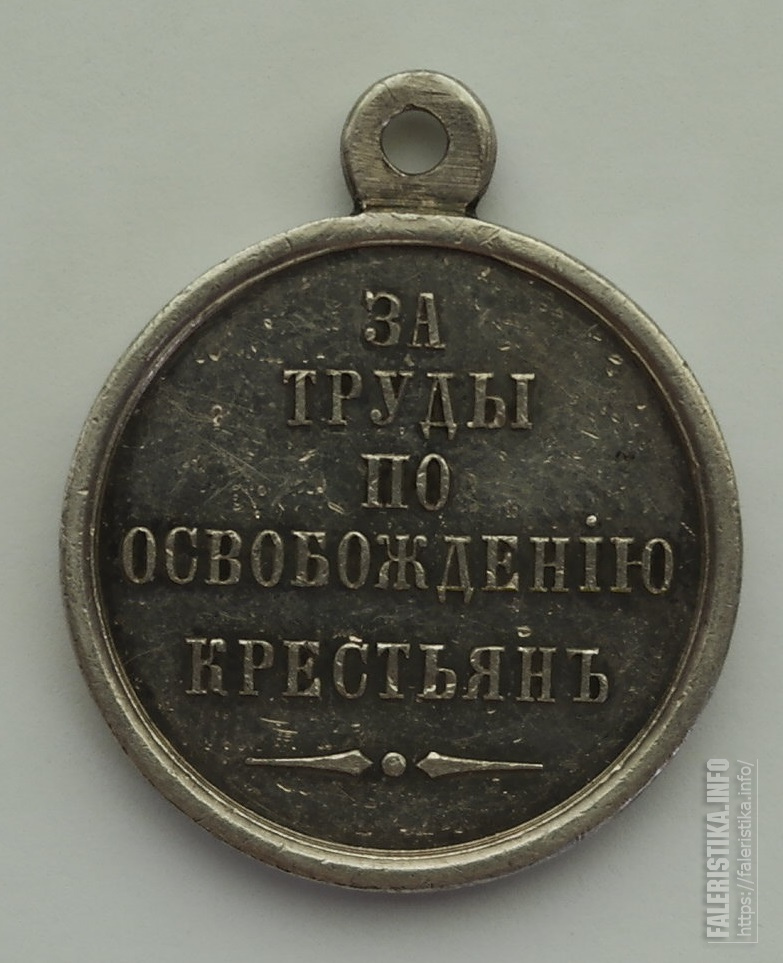 ЗА
ТРУДЫ
ПО
ОСВОБОЖДЕНІЮ
КРЕСТЬЯНЪ
FALERISTIKA.INFO
https://faleristika.info/